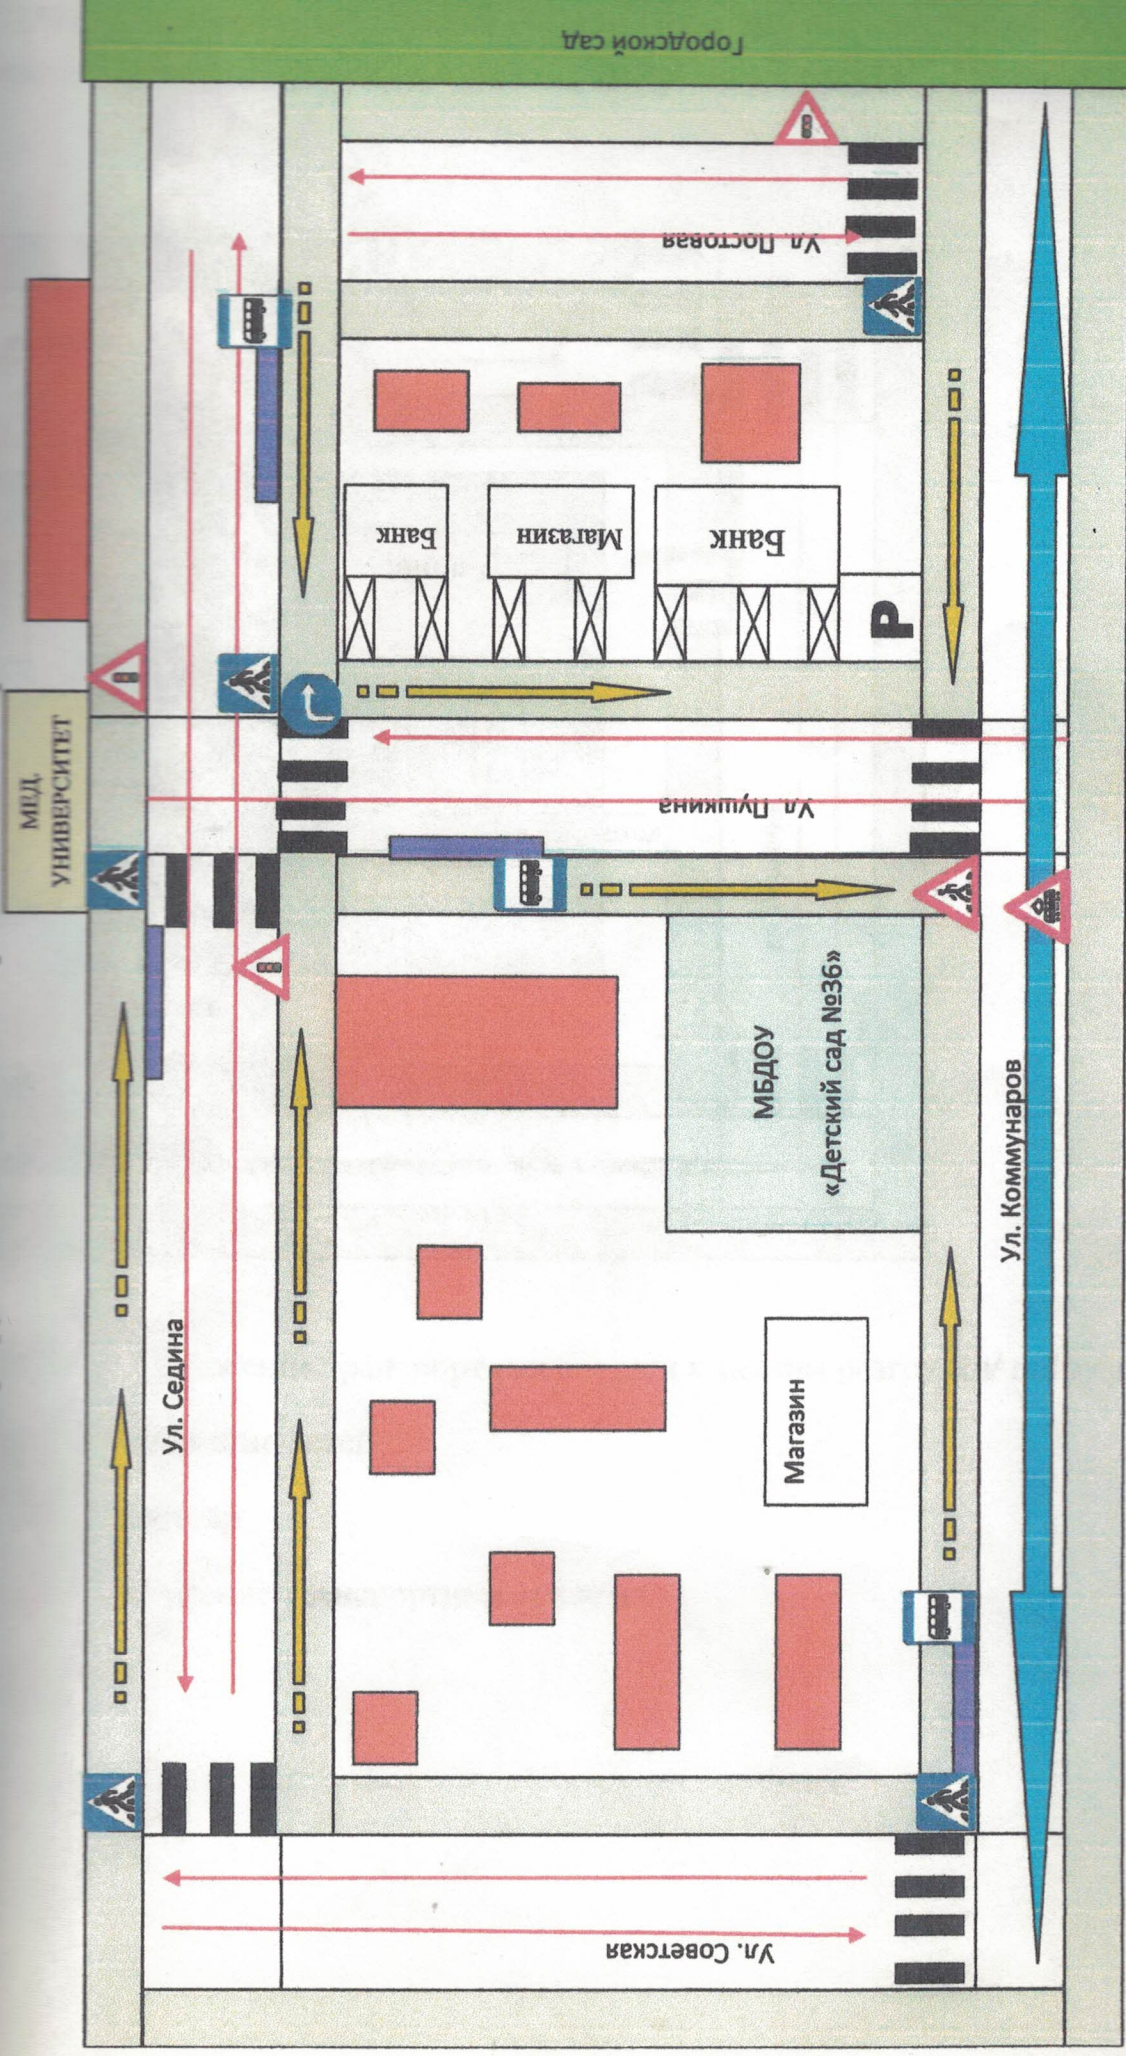 Городской сад
МЕД.
УНИВЕРСИТЕТ
Ул. Постовая
Банк
Магазин
Банк
P
Ул. Пушкина
МБДОУ
«Детский сад №36»
Ул. Седина
Ул. Коммунаров
Магазин
Ул. Советская